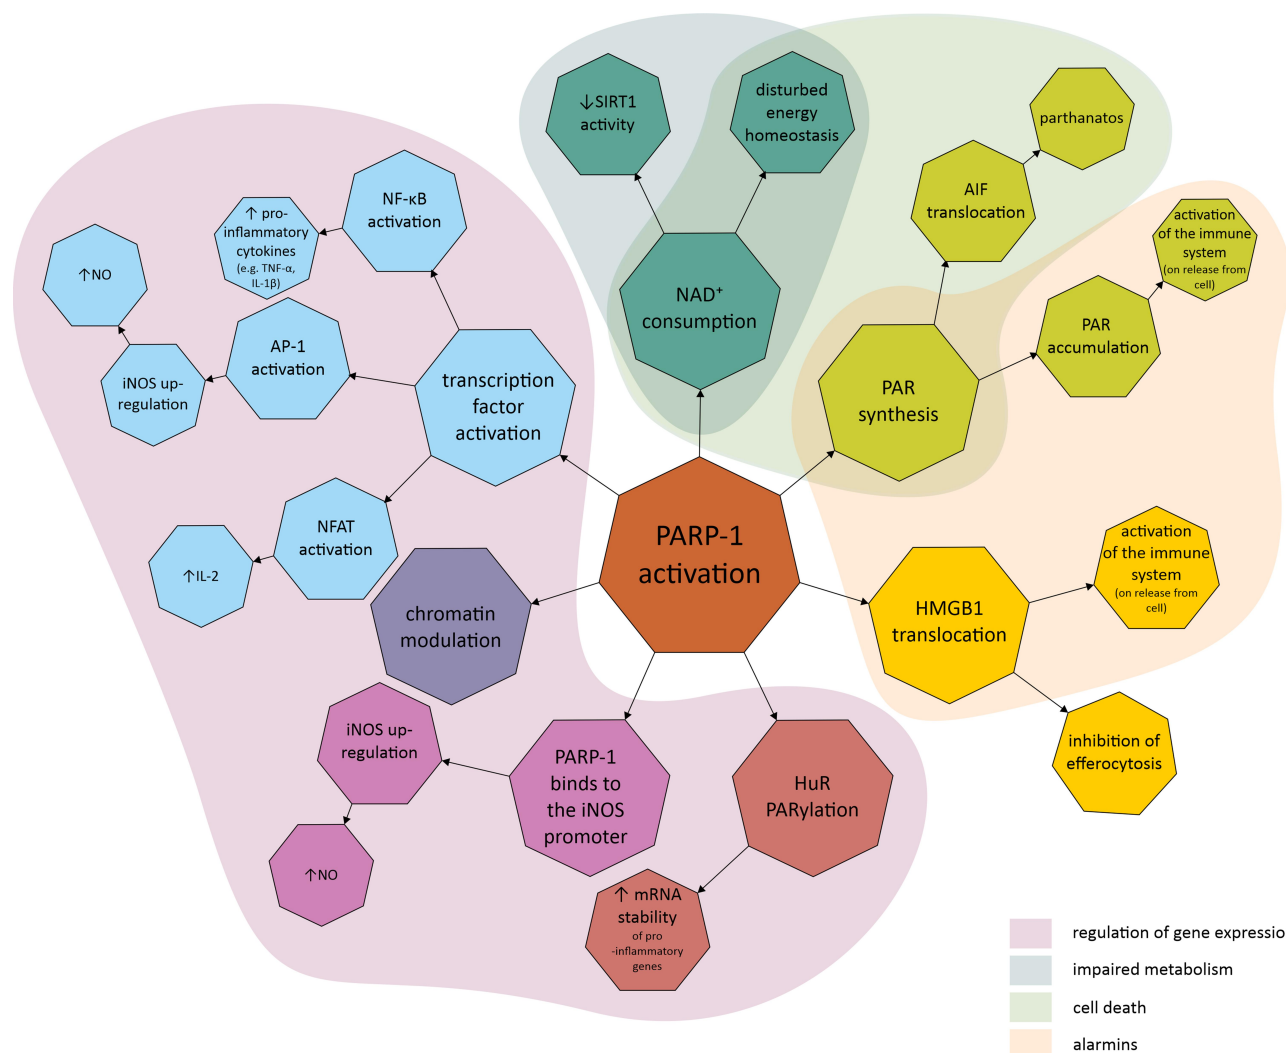 ↓SIRT1
activity
disturbed
energy
homeostasis
parthanatos
AIF
translocation
activation
of the immune
system
(on release from
cell)
NF-κB
activation
↑ pro-
inflammatory
cytokines
(e.g. TNF-α,
IL-1β)
↑NO
NAD⁺
consumption
PAR
accumulation
AP-1
activation
iNOS up-
regulation
transcription
factor
activation
PAR
synthesis
NFAT
activation
↑IL-2
PARP-1
activation
activation
of the immune
system
(on release from
cell)
chromatin
modulation
HMGB1
translocation
iNOS up-
regulation
PARP-1
binds to
the iNOS
promoter
HuR
PARylation
inhibition of
efferocytosis
↑NO
↑ mRNA
stability
of pro
-inflammatory
genes
regulation of gene expressio
impaired metabolism
cell death
alarmins